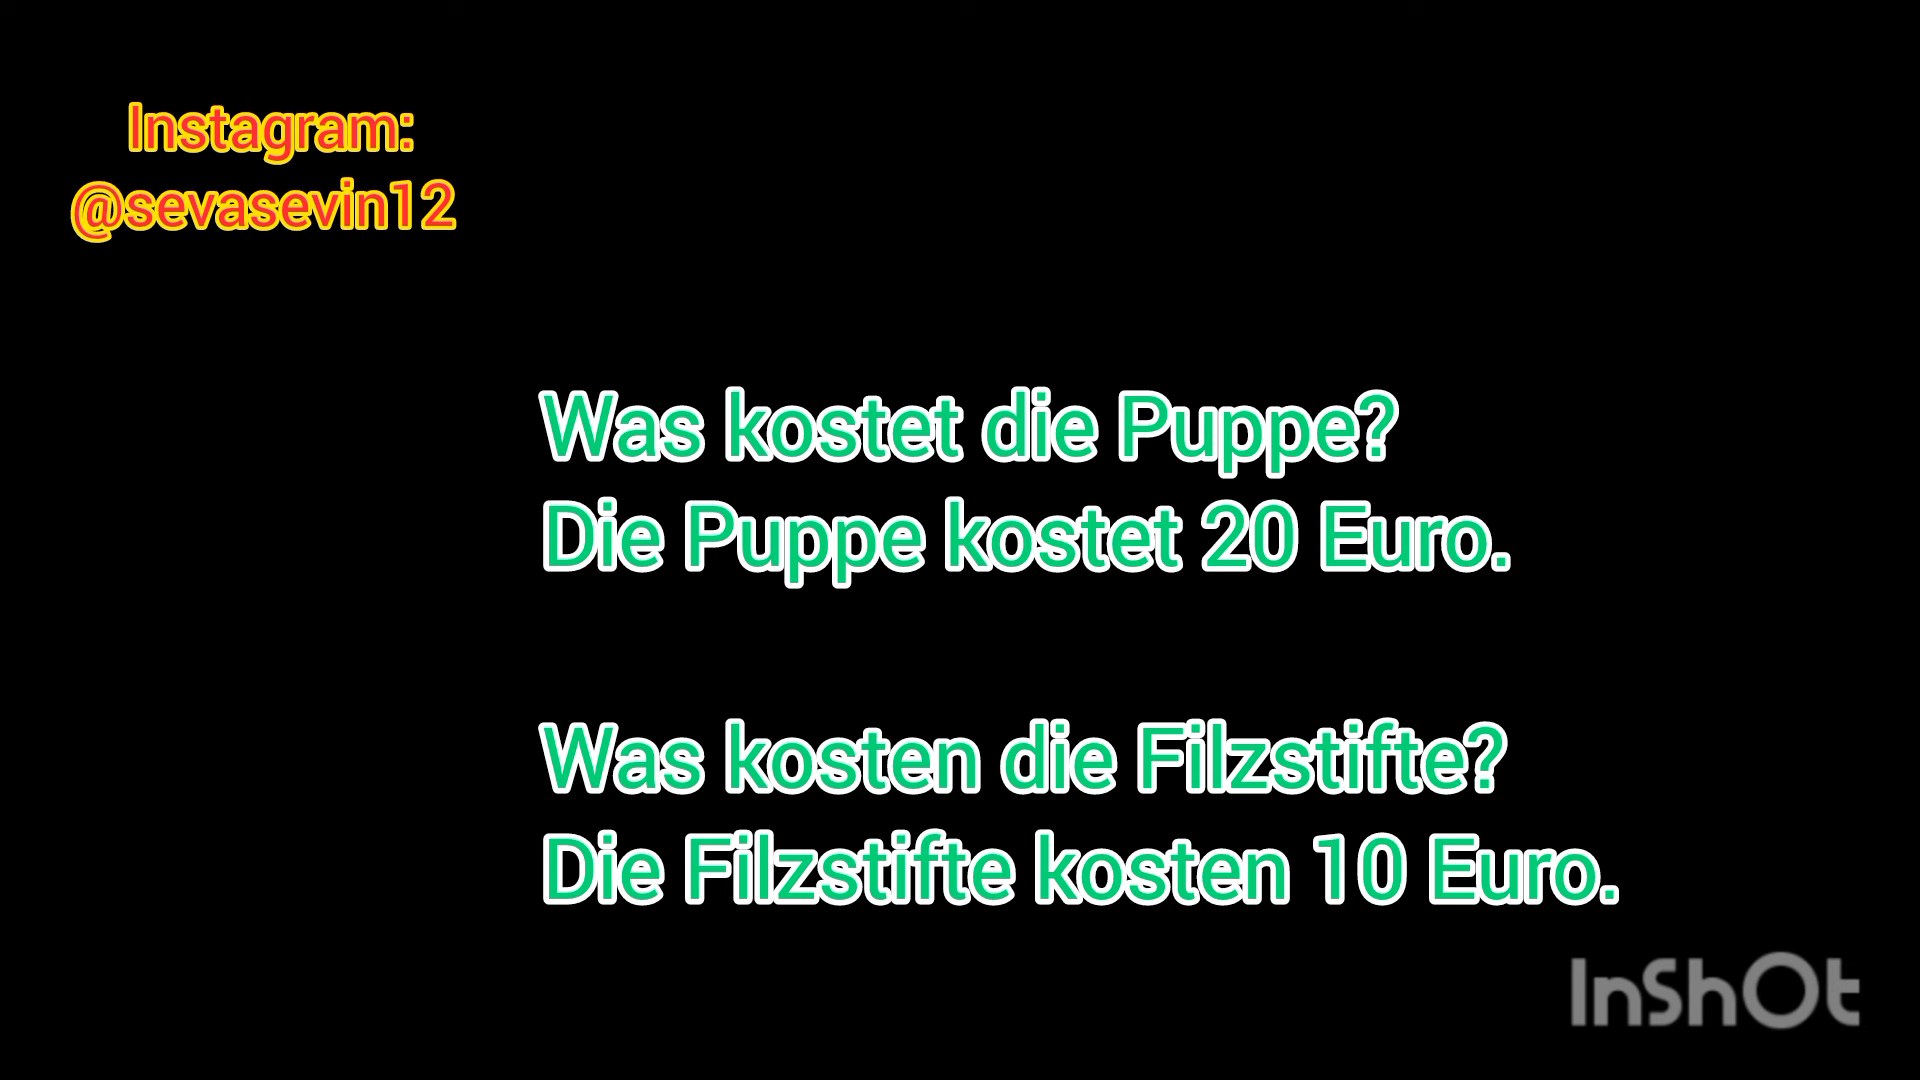 Instagram:
@sevasevin12
Was kostet die Puppe?
Die Puppe kostet 20 Euro.
Was kosten die Filzstifte?
Die Filzstifte kosten 10 Euro.
InShOt